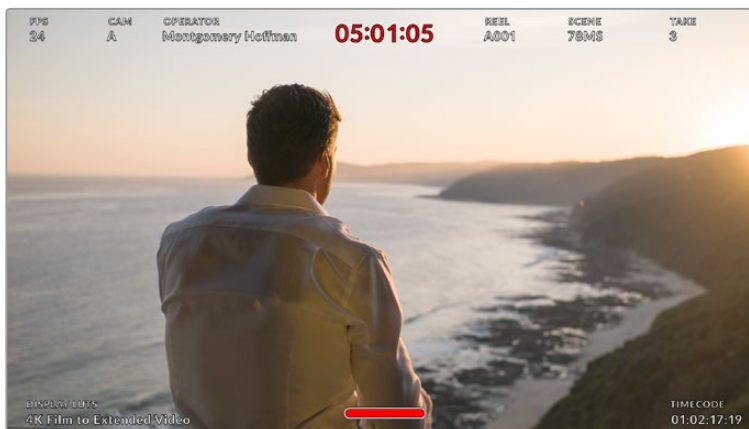 FPS CAM OPERATOR REEL SCENE TAKE
24 A Montgomery Hoffman 05:01:05 A001 78MS 3
DISPLAY LUTS TIMECODE
4K Film to Extended Video 01:02:17:19